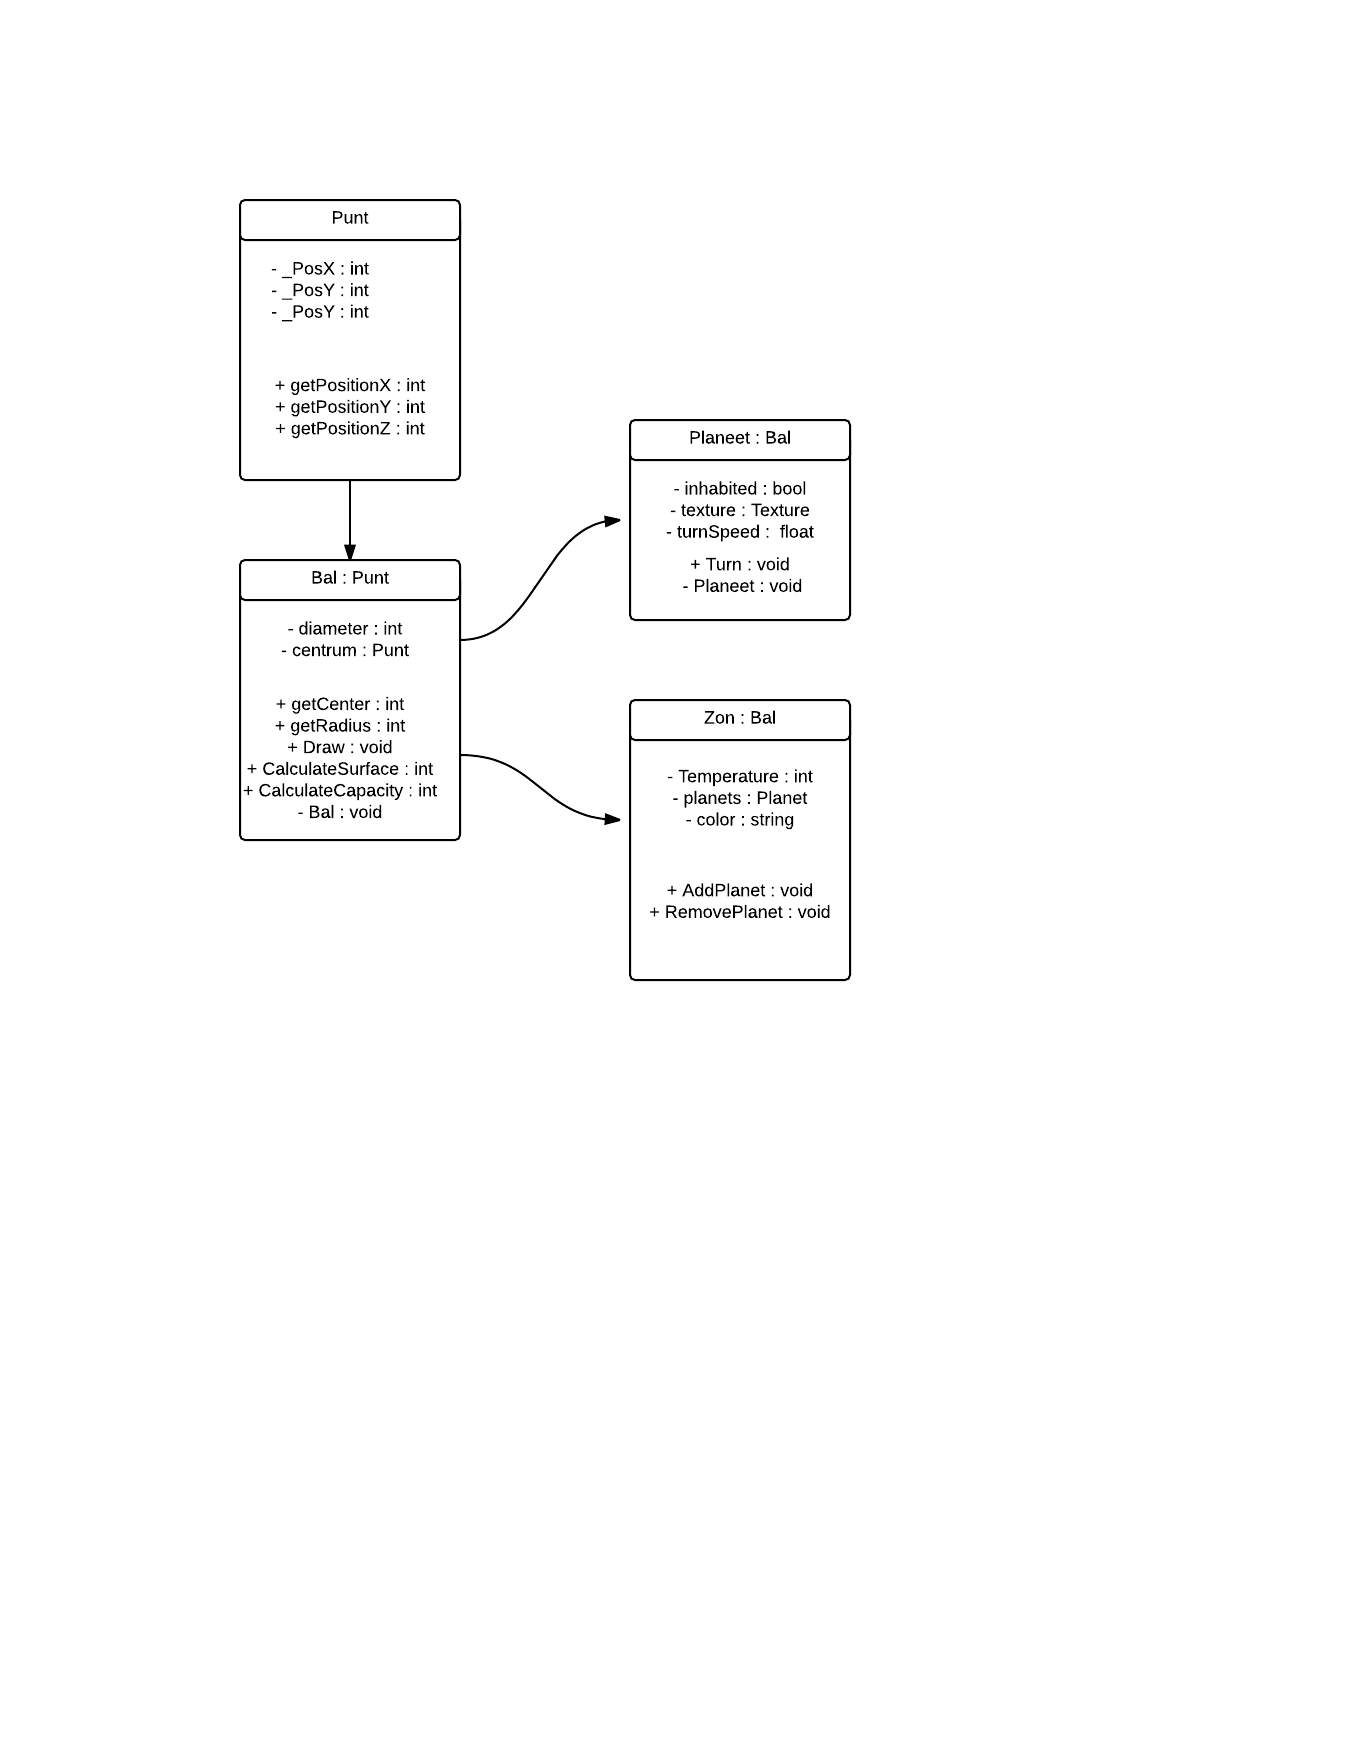 Punt
- _PosX : int
- _PosY : int
- _PosY : int
+ getPositionX : int
+ getPositionY : int
+ getPositionZ : int
Bal : Punt
- diameter : int
- centrum : Punt
+ getCenter : int
+ getRadius : int
+ Draw : void
+ CalculateSurface : int
+ CalculateCapacity : int
- Bal : void
Planeet : Bal
- inhabited : bool
- texture : Texture
- turnSpeed :  float
+ Turn : void
- Planeet : void
Zon : Bal
- Temperature : int
- planets : Planet
- color : string
+ AddPlanet : void
+ RemovePlanet : void